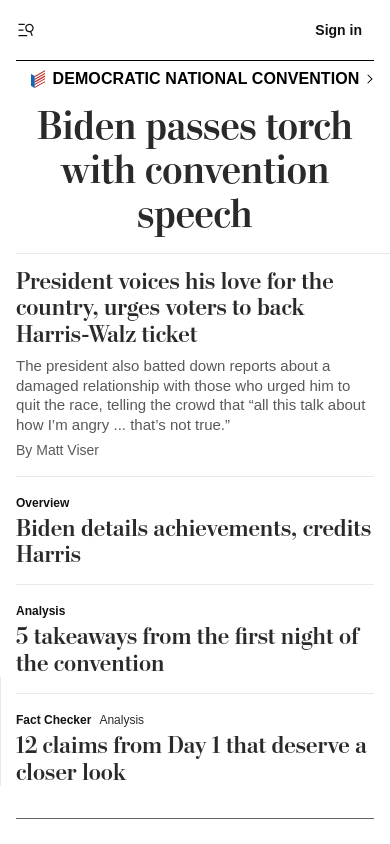 Sign in
DEMOCRATIC NATIONAL CONVENTION
Biden passes torch
with convention
speech
President voices his love for the
country, urges voters to back
Harris-Walz ticket
The president also batted down reports about a
damaged relationship with those who urged him to
quit the race, telling the crowd that “all this talk about
how I’m angry ... that’s not true.”
By Matt Viser
Overview
Biden details achievements, credits
Harris
Analysis
5 takeaways from the first night of
the convention
Fact Checker Analysis
12 claims from Day 1 that deserve a
closer look